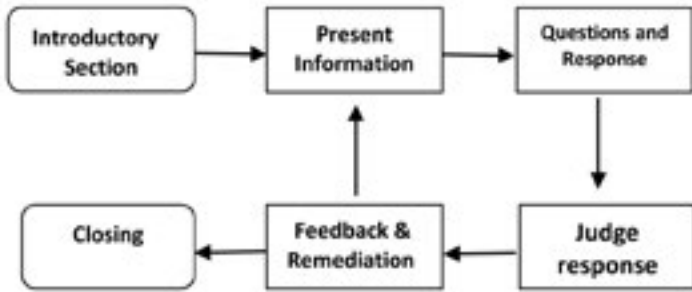 Introductory
Section
Present
Information
Questions and
Response
Closing
Feedback &
Remediation
Judge
response